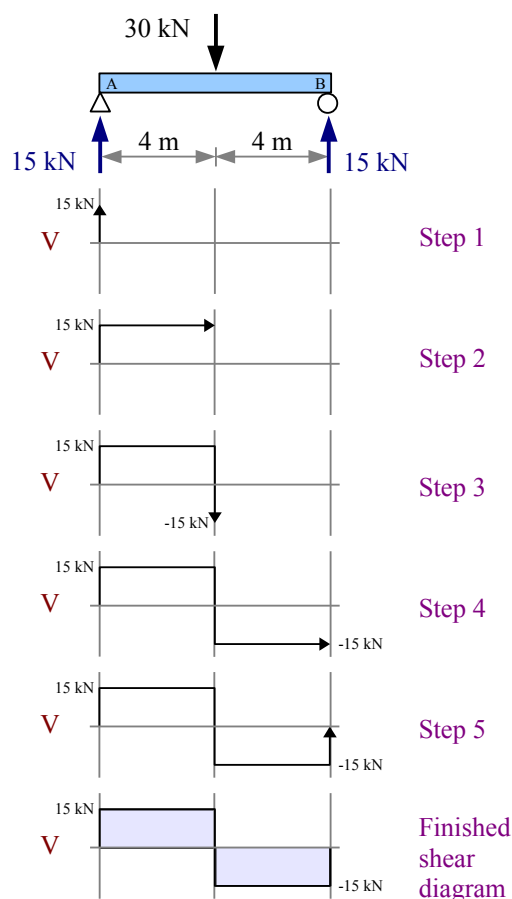 30 kN
A B
4 m 4 m
15 kN 15 kN
15 kN
V Step 1
15 kN
V Step 2
15 kN
V Step 3
-15 kN
15 kN
V Step 4
-15 kN
15 kN
V Step 5
-15 kN
15 kN
V Finished
shear
-15 kN
diagram